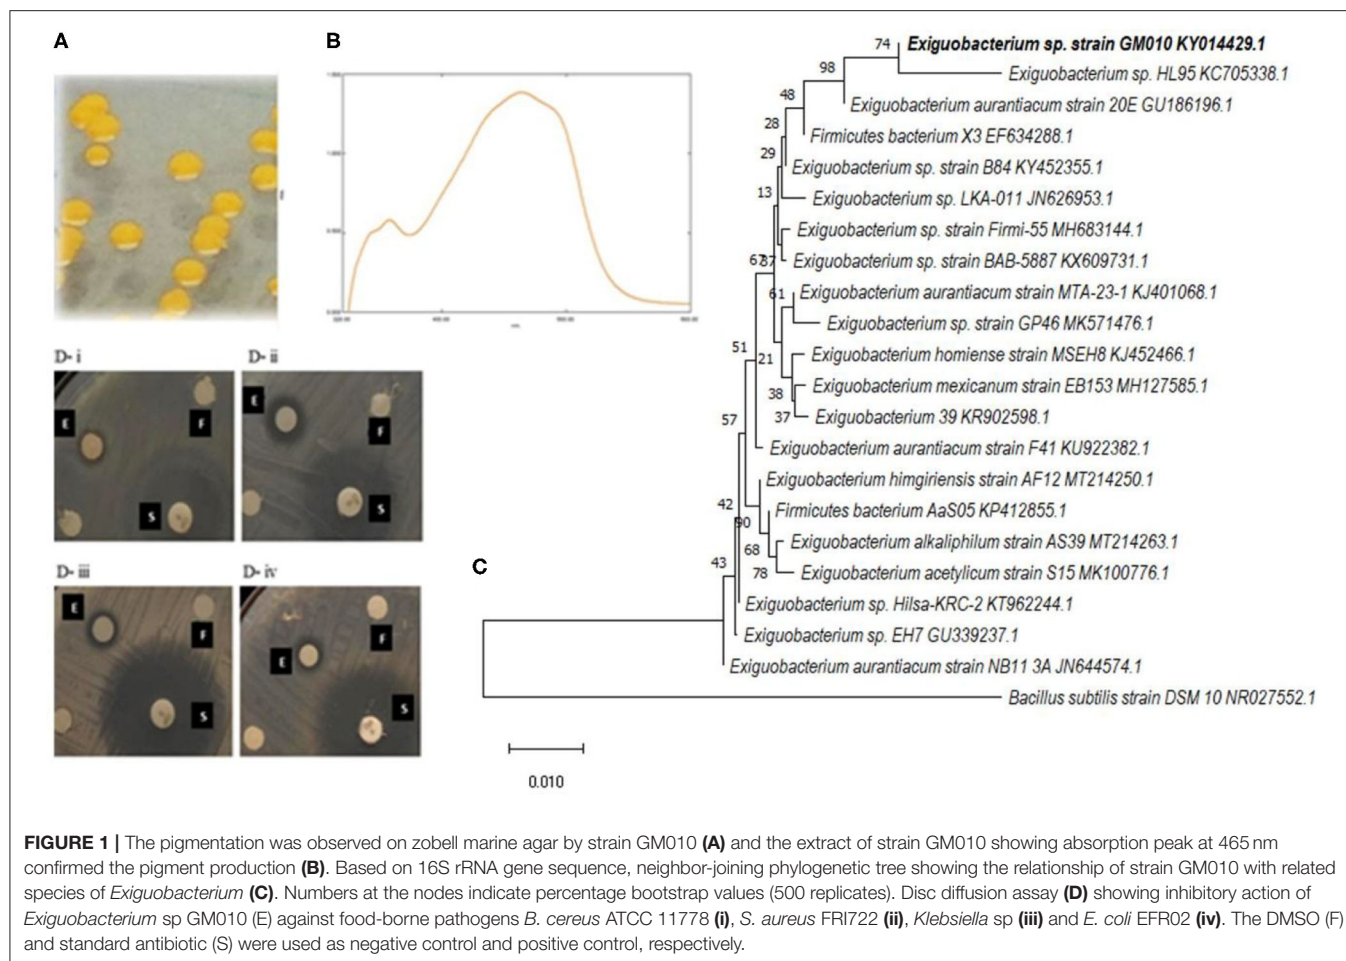 A
B
74
Exiguobacterium sp. strain GM010 KY014429.1
Exiguobacterium sp. HL95 KC705338.1
98
Exiguobacterium aurantiacum strain 20E GU186196.1
48
Firmicutes bacterium X3 EF634288.1
28
Exiguobacterium sp. strain B84 KY452355.1
29
Exiguobacterium sp. LKA-011 JN626953.1
13
Exiguobacterium sp. strain Firmi-55 MH683144.1
Exiguobacterium sp. strain BAB-5887 KX609731.1
67
37
Exiguobacterium aurantiacum strain MTA-23-1 KJ401068.1
61
Exiguobacterium sp. strain GP46 MK571476.1
Exiguobacterium homiense strain MSEH8 KJ452466.1
51
21
Exiguobacterium mexicanum strain EB153 MH127585.1
38
Exiguobacterium 39 KR902598.1
37
57
Exiguobacterium aurantiacum strain F41 KU922382.1
Exiguobacterium himgiriensis strain AF12 MT214250.1
42
90
Firmicutes bacterium AaS05 KP412855.1
Exiguobacterium alkaliphilum strain AS39 MT214263.1
68
Exiguobacterium acetylicum strain S15 MK100776.1
78
43
Exiguobacterium sp. Hilsa-KRC-2 KT962244.1
Exiguobacterium sp. EH7 GU339237.1
Exiguobacterium aurantiacum strain NB11 3A JN644574.1
Bacillus subtilis strain DSM 10 NR027552.1
C
0.010
D- i
D- ii
E
F
S
E
F
S
D- iii
D- iv
E
F
S
E
F
S
FIGURE 1 | The pigmentation was observed on zobell marine agar by strain GM010 (A) and the extract of strain GM010 showing absorption peak at 465 nm
confirmed the pigment production (B). Based on 16S rRNA gene sequence, neighbor-joining phylogenetic tree showing the relationship of strain GM010 with related
species of Exiguobacterium (C). Numbers at the nodes indicate percentage bootstrap values (500 replicates). Disc diffusion assay (D) showing inhibitory action of
Exiguobacterium sp GM010 (E) against food-borne pathogens B. cereus ATCC 11778 (i), S. aureus FRI722 (ii), Klebsiella sp (iii) and E. coli EFR02 (iv). The DMSO (F)
and standard antibiotic (S) were used as negative control and positive control, respectively.